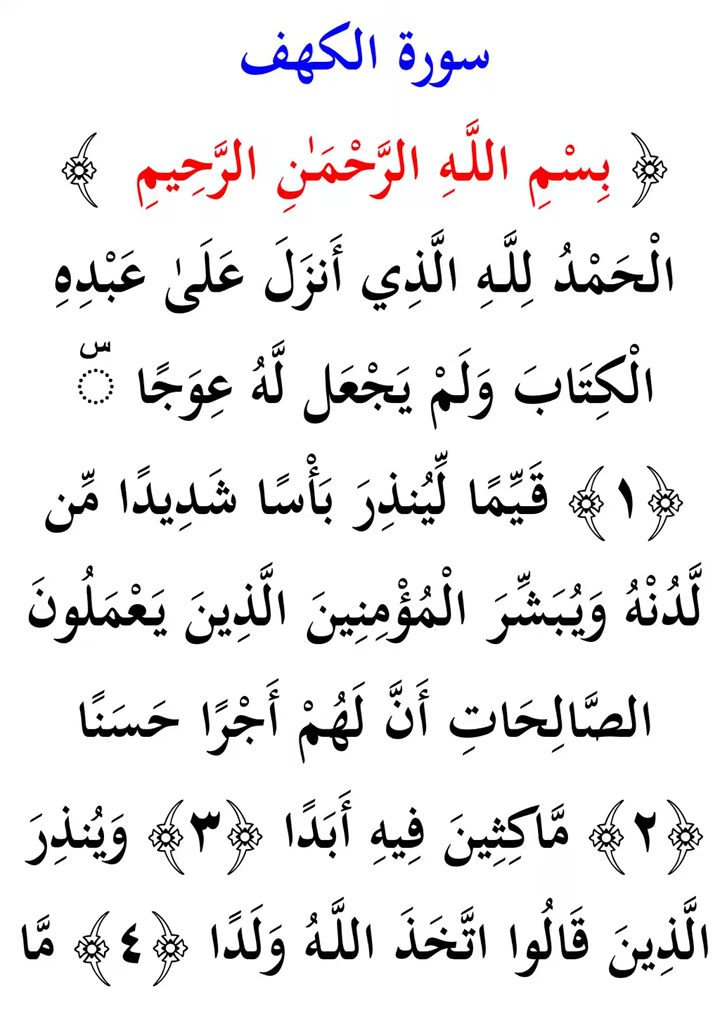 سورة الكهف
﴿ بِسْمِ اللَّهِ الرَّحْمَـٰنِ الرَّحِيمِ ﴾
الْحَمْدُ لِلَّهِ الَّذِي أَنزَلَ عَلَىٰ عَبْدِهِ
الْكِتَابَ وَلَمْ يَجْعَل لَّهُ عِوَجًا ◌ۜ
﴿١﴾ قَيِّمًا لِّيُنذِرَ بَأْسًا شَدِيدًا مِّن
لَّدُنْهُ وَيُبَشِّرَ الْمُؤْمِنِينَ الَّذِينَ يَعْمَلُونَ
الصَّالِحَاتِ أَنَّ لَهُمْ أَجْرًا حَسَنًا
﴿٢﴾ مَّاكِثِينَ فِيهِ أَبَدًا ﴿٣﴾ وَيُنذِرَ
الَّذِينَ قَالُوا اتَّخَذَ اللَّهُ وَلَدًا ﴿٤﴾ مَّا